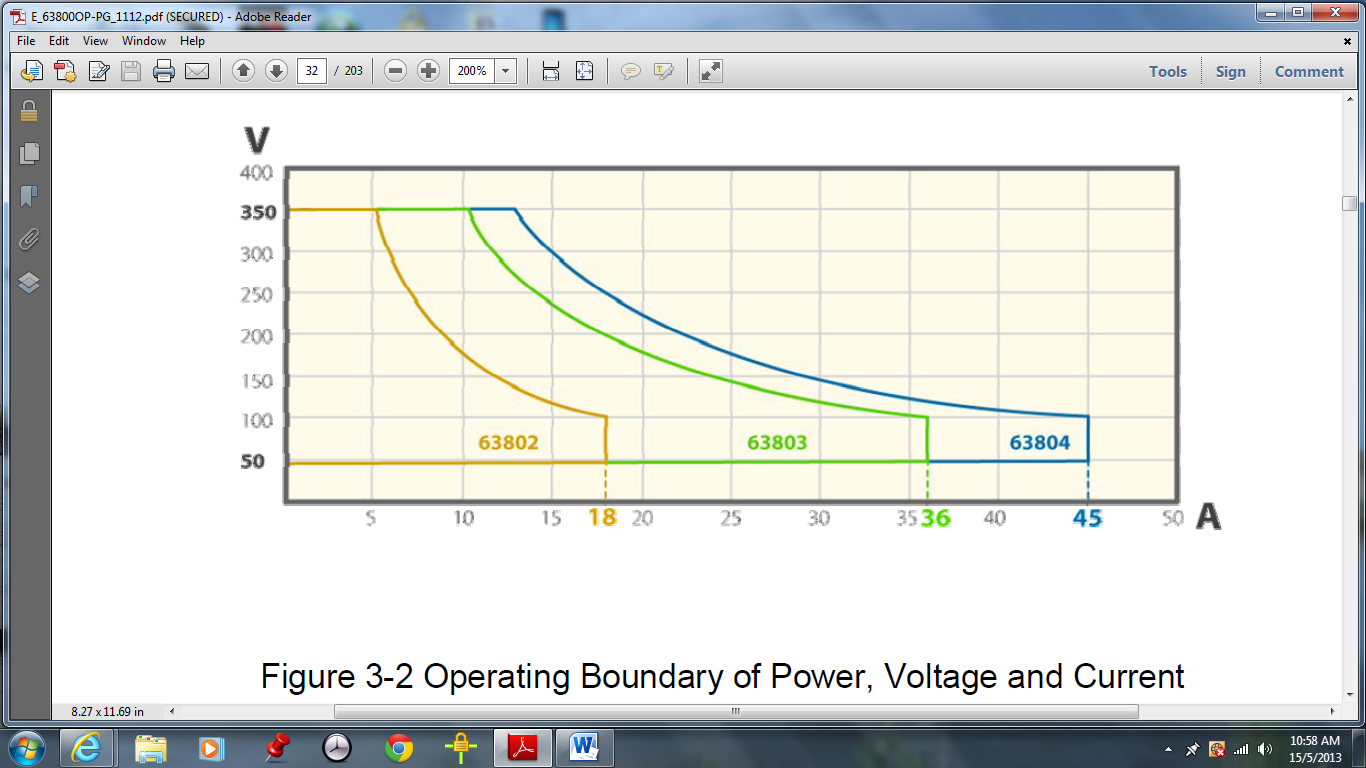 E_63800OP-PG_1112.pdf (SECURED) - Adobe Reader
File Edit View Window Help
32 / 203 200% Tools Sign Comment
V
400
350
300
250
200
150
100
50
63802 63803 63804
5 10 15 18 20 25 30 35 36 40 45 50 A
Figure 3-2 Operating Boundary of Power, Voltage and Current
8.27 x 11.69 in
10:58 AM
15/5/2013